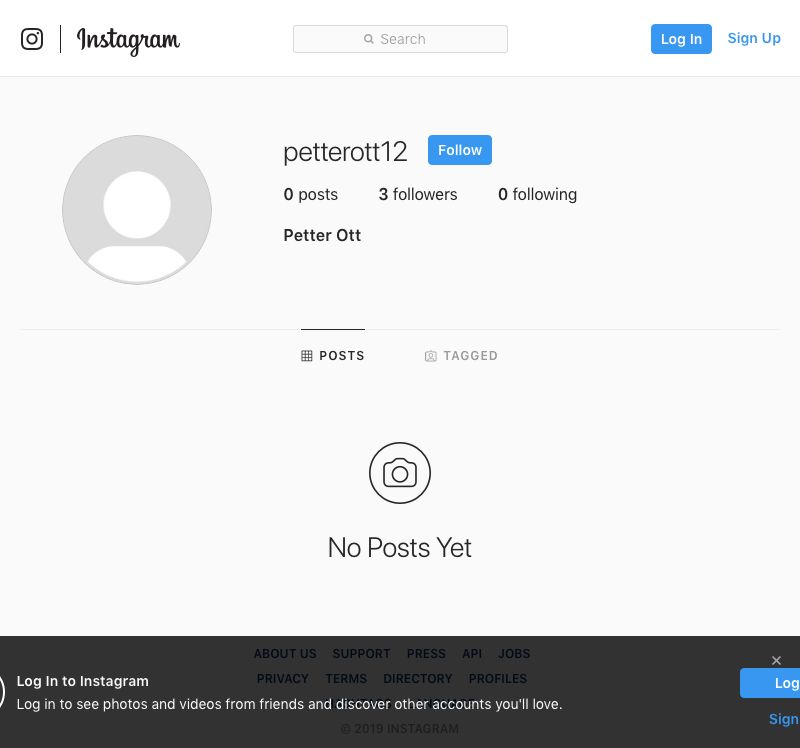 Instagram
Search
Log In
Sign Up
petterott12
Follow
0 posts
3 followers
0 following
Petter Ott
POSTS
TAGGED
No Posts Yet
ABOUT US
SUPPORT
PRESS
API
JOBS
PRIVACY
TERMS
DIRECTORY
PROFILES
Log In to Instagram
Log in to see photos and videos from friends and discover other accounts you'll love.
Log
Sign
© 2019 INSTAGRAM